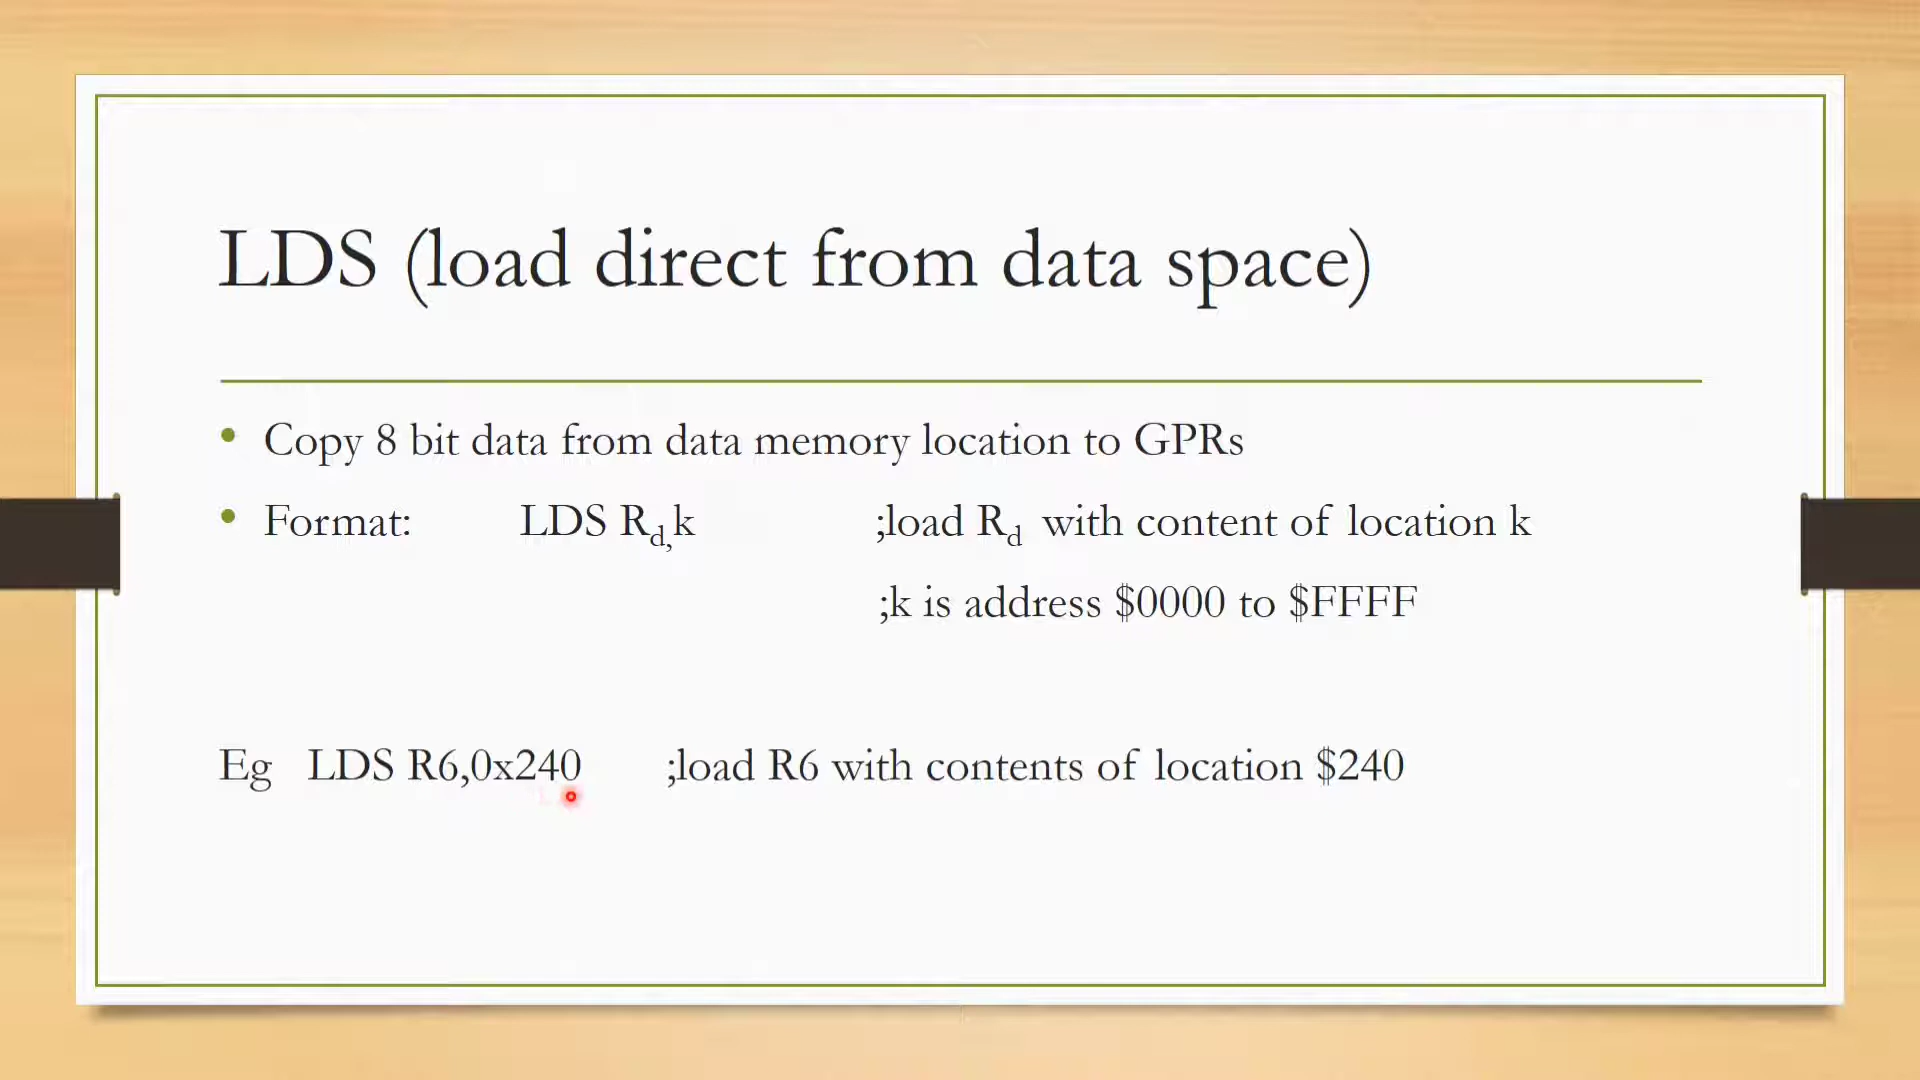 LDS (load direct from data space)
• Copy 8 bit data from data memory location to GPRs
• Format: LDS Rd,k ;load Rd with content of location k
;k is address $0000 to $FFFF
Eg LDS R6,0x240 ;load R6 with contents of location $240